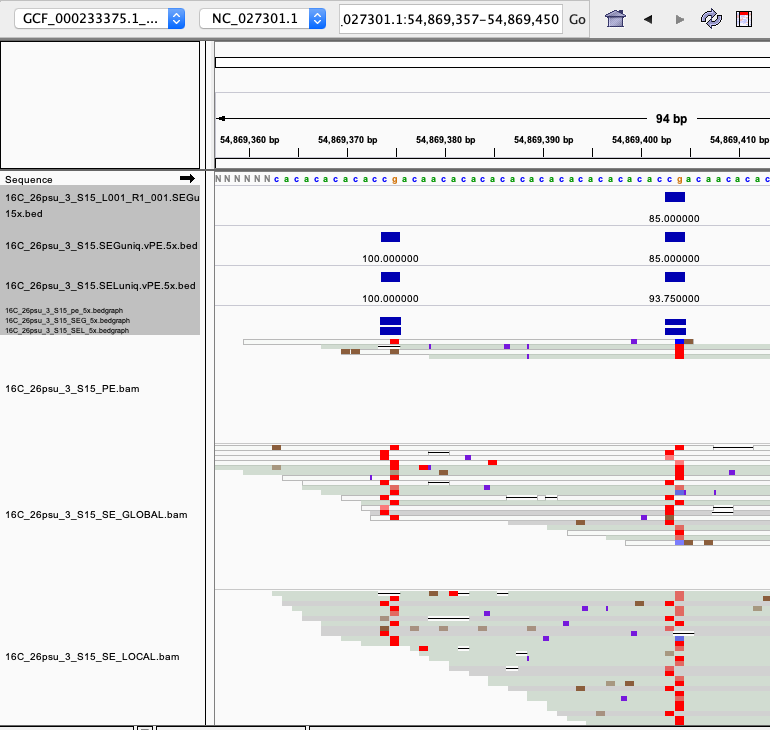 GCF_000233375.1_... NC_027301.1 .027301.1:54,869,357-54,869,450 Go
94 bp
54,869,360 bp 54,869,370 bp 54,869,380 bp 54,869,390 bp 54,869,400 bp 54,869,410 bp
Sequence
16C_26psu_3_S15_L001_R1_001.SEGu
15x.bed
85.000000
16C_26psu_3_S15.SEGuniq.vPE.5x.bed
100.000000 85.000000
16C_26psu_3_S15.SELuniq.vPE.5x.bed
100.000000 93.750000
16C_26psu_3_S15_pe_5x.bedgraph
16C_26psu_3_S15_SEG_5x.bedgraph
16C_26psu_3_S15_SEL_5x.bedgraph
16C_26psu_3_S15_PE.bam
16C_26psu_3_S15_SE_GLOBAL.bam
16C_26psu_3_S15_SE_LOCAL.bam